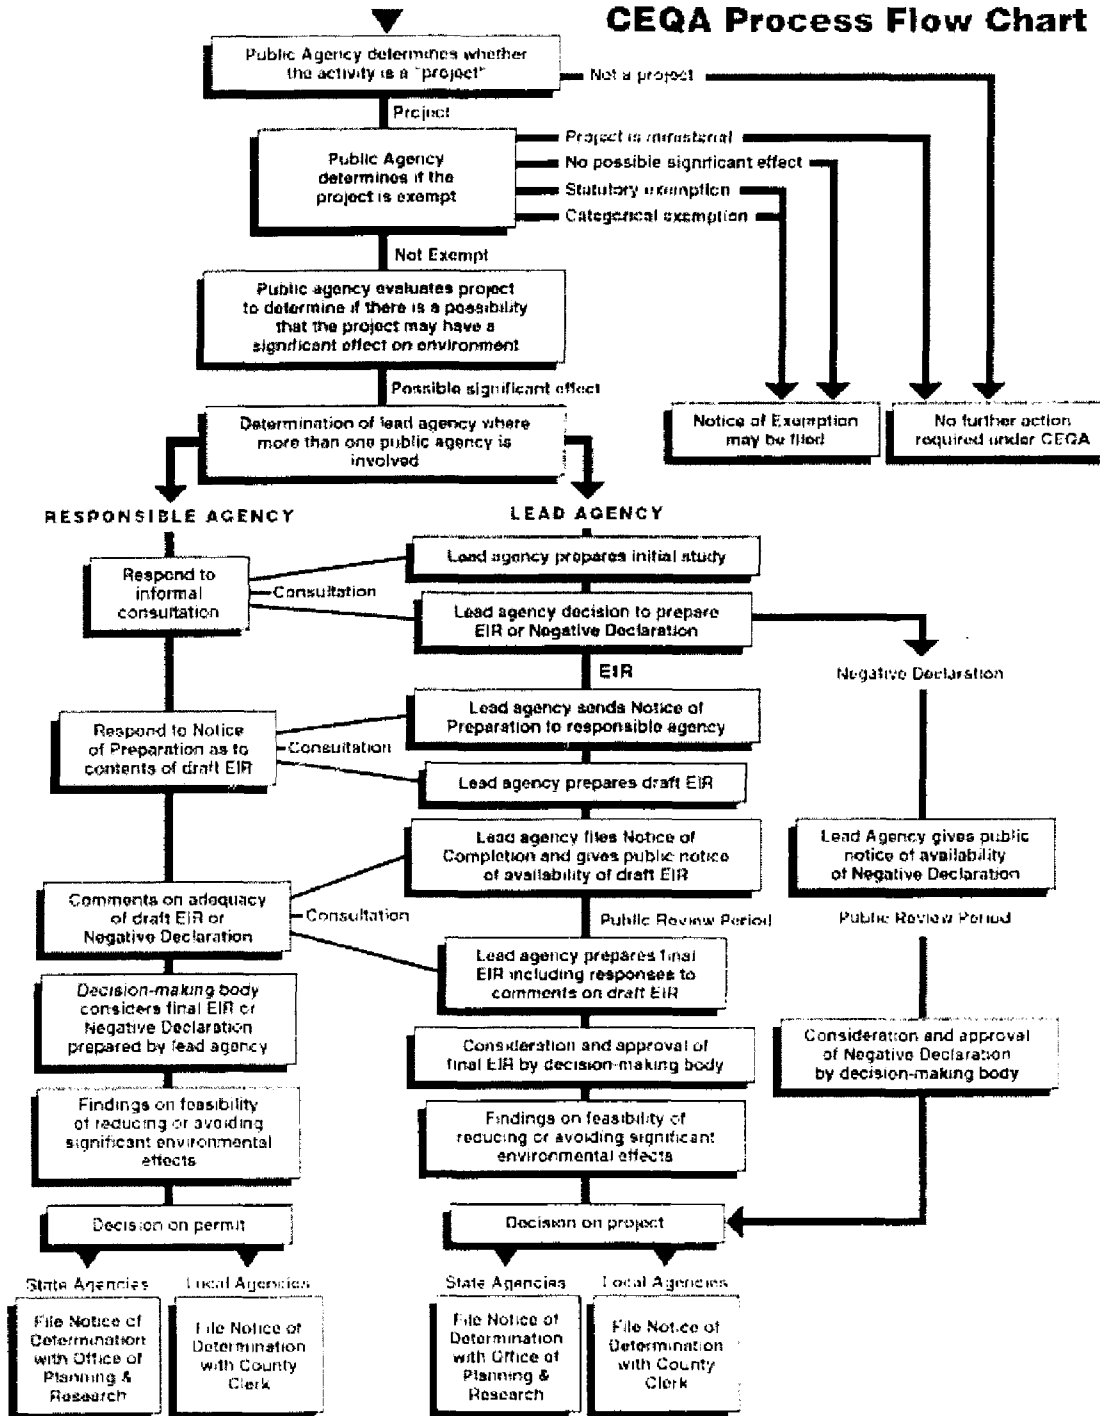 CEQA Process Flow Chart
Public Agency determines whether
the activity is a "project"
Not a project
Project
Public Agency
determines if the
project is exempt
Project is ministerial
No possible significant effect
Statutory exemption
Categorical exemption
Not Exempt
Public agency evaluates project
to determine if there is a possibility
that the project may have a
significant effect on environment
Possible significant effect
Determination of lead agency where
more than one public agency is
involved
Notice of Exemption
may be filed
No further action
required under CEQA
RESPONSIBLE AGENCY
LEAD AGENCY
Respond to
informal
consultation
Consultation
Lead agency prepares initial study
Lead agency decision to prepare
EIR or Negative Declaration
EIR
Negative Declaration
Respond to Notice
of Preparation as to
contents of draft EIR
Consultation
Lead agency sends Notice of
Preparation to responsible agency
Lead agency prepares draft EIR
Lead agency files Notice of
Completion and gives public notice
of availability of draft EIR
Lead Agency gives public
notice of availability
of Negative Declaration
Comments on adequacy
of draft EIR or
Negative Declaration
Consultation
Public Review Period
Public Review Period
Lead agency prepares final
EIR including responses to
comments on draft EIR
Decision-making body
considers final EIR or
Negative Declaration
prepared by lead agency
Consideration and approval of
final EIR by decision-making body
Consideration and approval
of Negative Declaration
by decision-making body
Findings on feasibility
of reducing or avoiding
significant environmental
effects
Findings on feasibility of
reducing or avoiding significant
environmental effects
Decision on permit
Decision on project
State Agencies
Local Agencies
State Agencies
Local Agencies
File Notice of
Determination
with Office of
Planning &
Research
File Notice of
Determination
with County
Clerk
File Notice of
Determination
with Office of
Planning &
Research
File Notice of
Determination
with County
Clerk